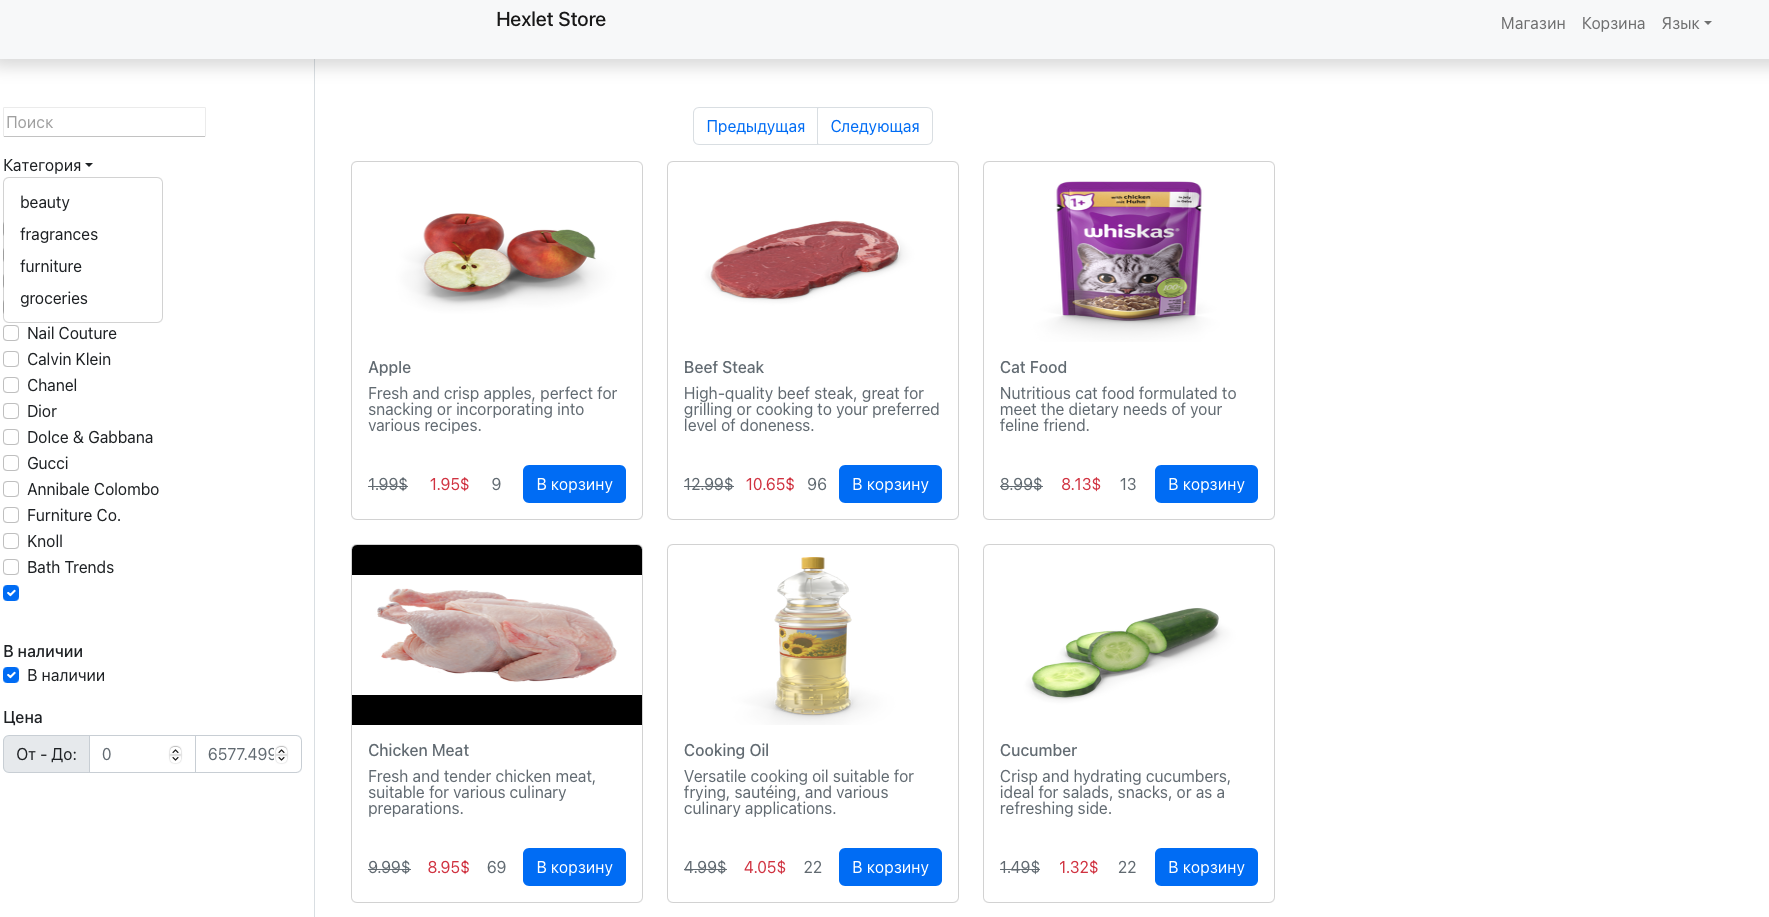 Hexlet Store
Магазин
Корзина
Язык
Поиск
Категория
beauty
fragrances
furniture
groceries
Nail Couture
Calvin Klein
Chanel
Dior
Dolce & Gabbana
Gucci
Annibale Colombo
Furniture Co.
Knoll
Bath Trends
В наличии
В наличии
Цена
От - До:
0
6577.499
Предыдущая
Следующая
1+
with chicken
mit Huhn
whiskas
Apple
Fresh and crisp apples, perfect for
snacking or incorporating into
various recipes.
1.99$ 1.95$ 9 В корзину
Beef Steak
High-quality beef steak, great for
grilling or cooking to your preferred
level of doneness.
12.99$ 10.65$ 96 В корзину
Cat Food
Nutritious cat food formulated to
meet the dietary needs of your
feline friend.
8.99$ 8.13$ 13 В корзину
Chicken Meat
Fresh and tender chicken meat,
suitable for various culinary
preparations.
9.99$ 8.95$ 69 В корзину
Cooking Oil
Versatile cooking oil suitable for
frying, sautéing, and various
culinary applications.
4.99$ 4.05$ 22 В корзину
Cucumber
Crisp and hydrating cucumbers,
ideal for salads, snacks, or as a
refreshing side.
1.49$ 1.32$ 22 В корзину